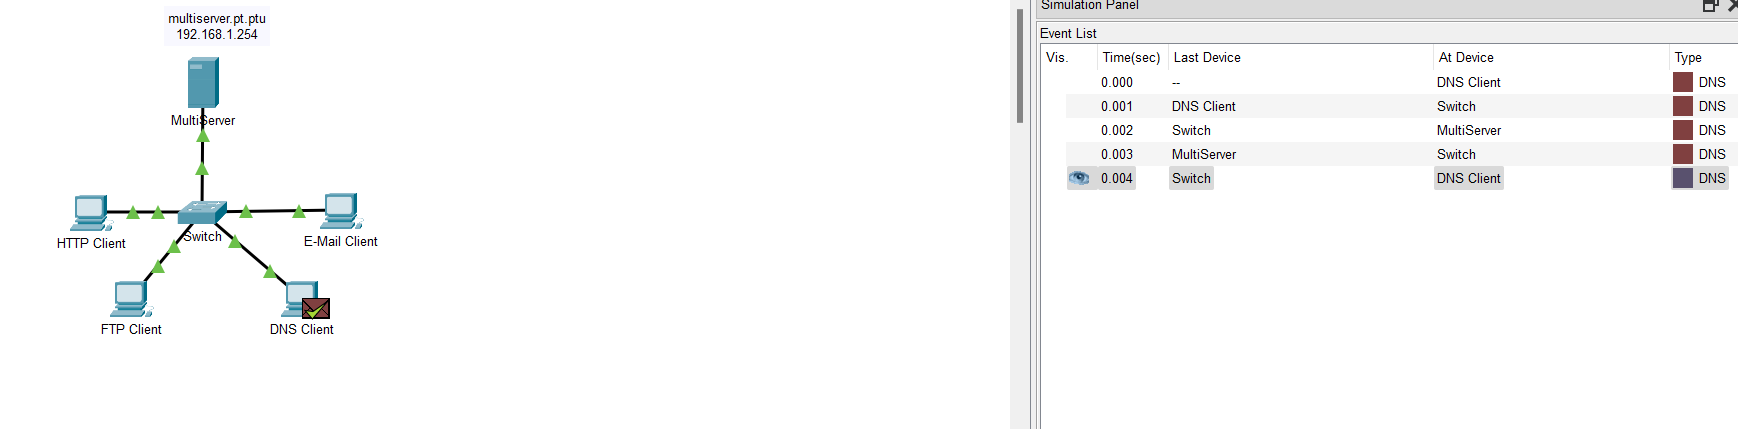 multiserver.pt.ptu
192.168.1.254
MultiServer
HTTP Client
Switch
E-Mail Client
FTP Client
DNS Client
Simulation Panel
Event List
Vis. Time(sec) Last Device At Device Type
0.000 -- DNS Client DNS
0.001 DNS Client Switch DNS
0.002 Switch MultiServer DNS
0.003 MultiServer Switch DNS
0.004 Switch DNS Client DNS